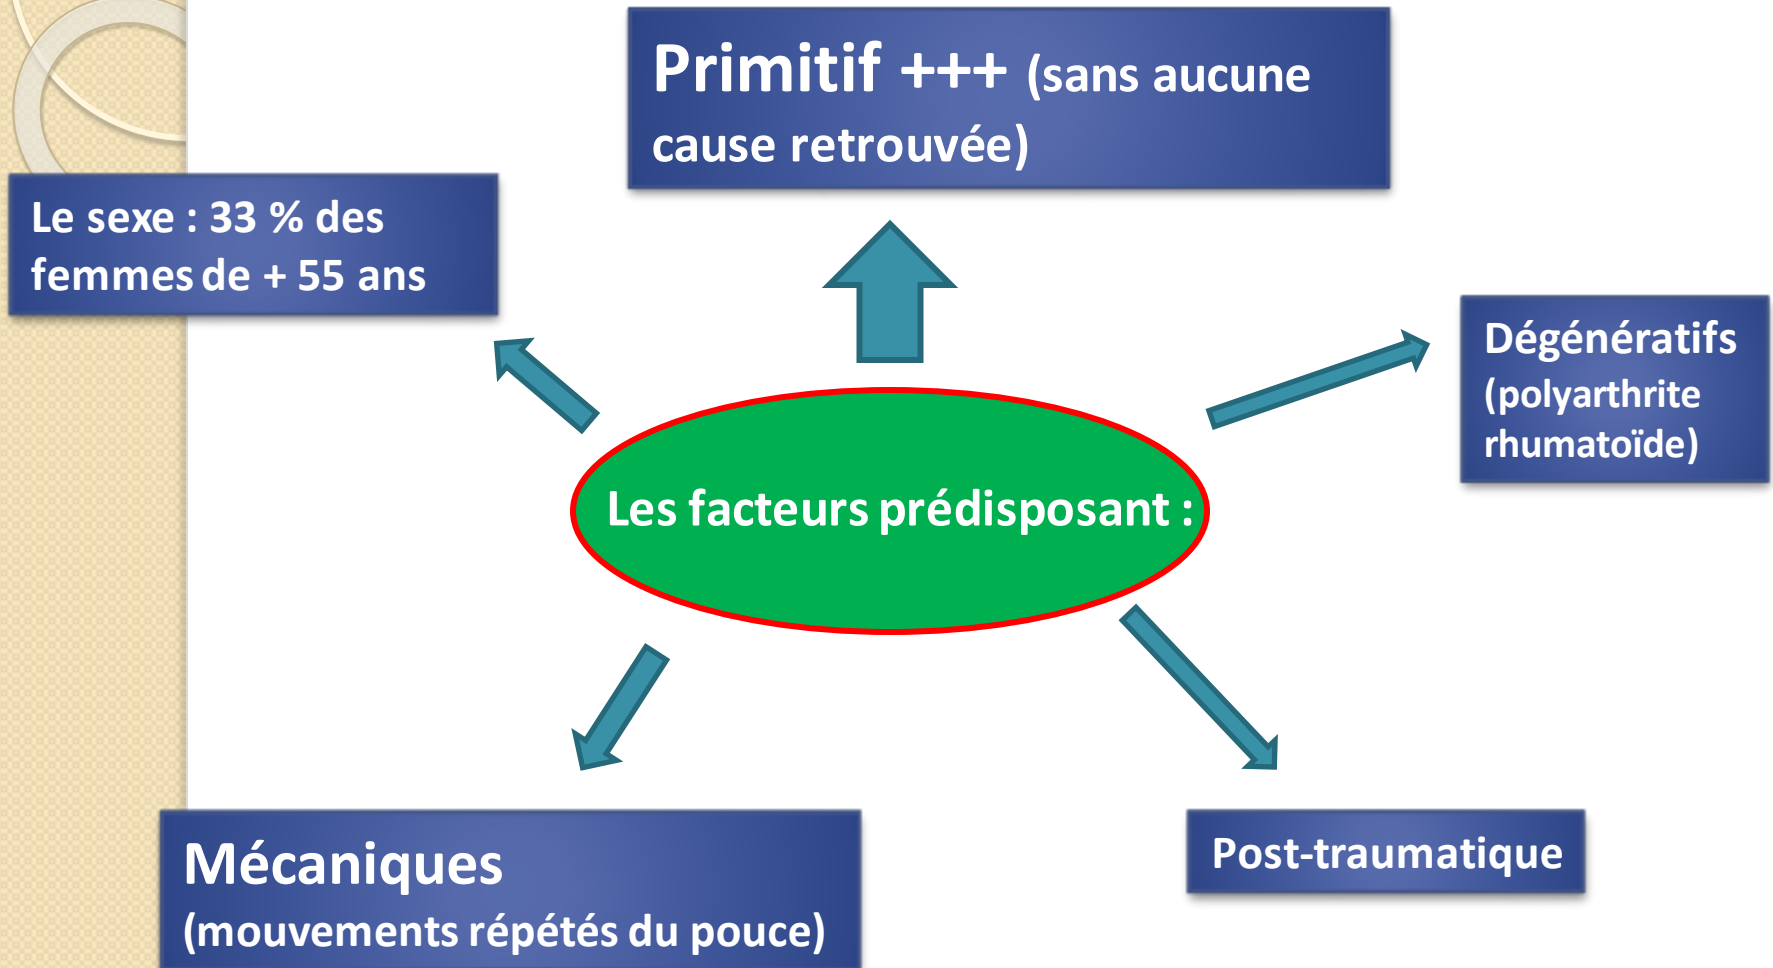 Primitif +++ (sans aucune
cause retrouvée)
Le sexe : 33 % des
femmes de + 55 ans
Dégénératifs
(polyarthrite
rhumatoïde)
Les facteurs prédisposant :
Mécaniques
(mouvements répétés du pouce)
Post-traumatique